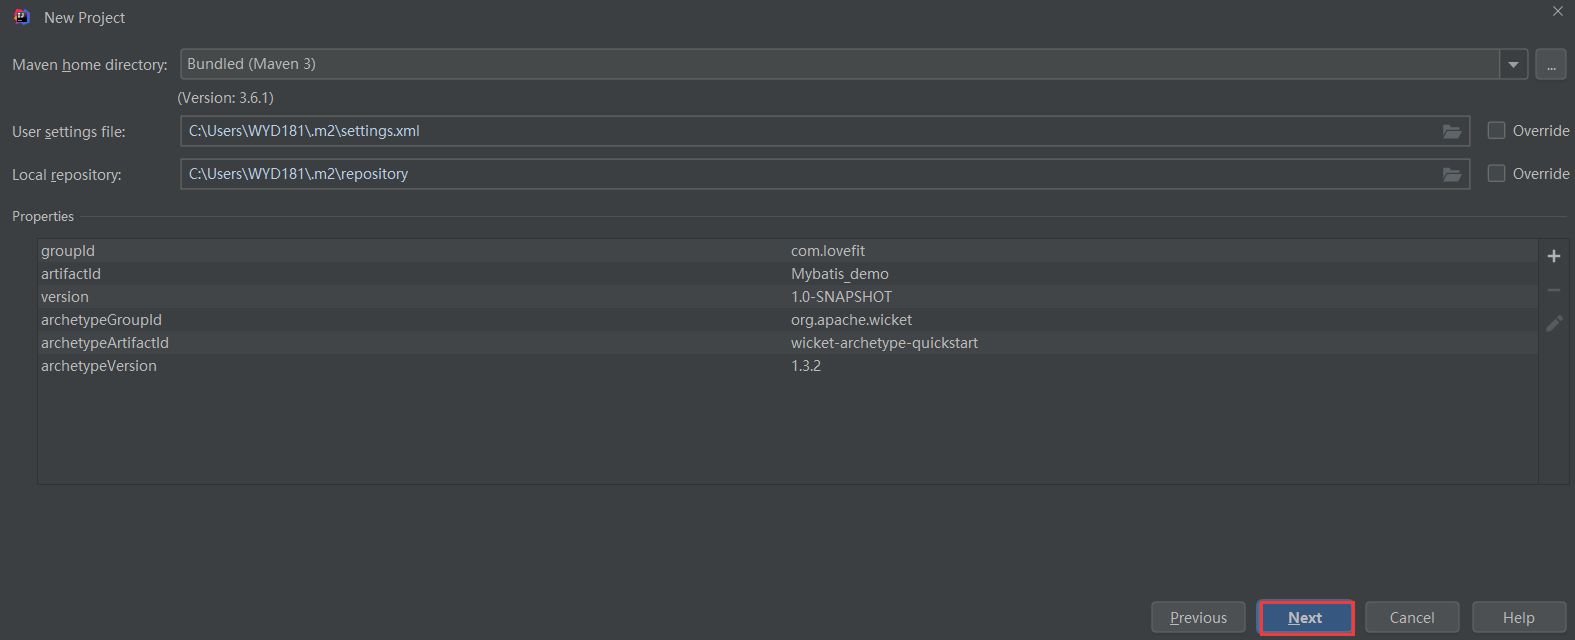 New Project
Maven home directory: Bundled (Maven 3) ...
(Version: 3.6.1)
User settings file: C:\Users\WYD181\.m2\settings.xml Override
Local repository: C:\Users\WYD181\.m2\repository Override
Properties
groupId com.lovefit
artifactId Mybatis_demo
version 1.0-SNAPSHOT
archetypeGroupId org.apache.wicket
archetypeArtifactId wicket-archetype-quickstart
archetypeVersion 1.3.2
Previous Next Cancel Help